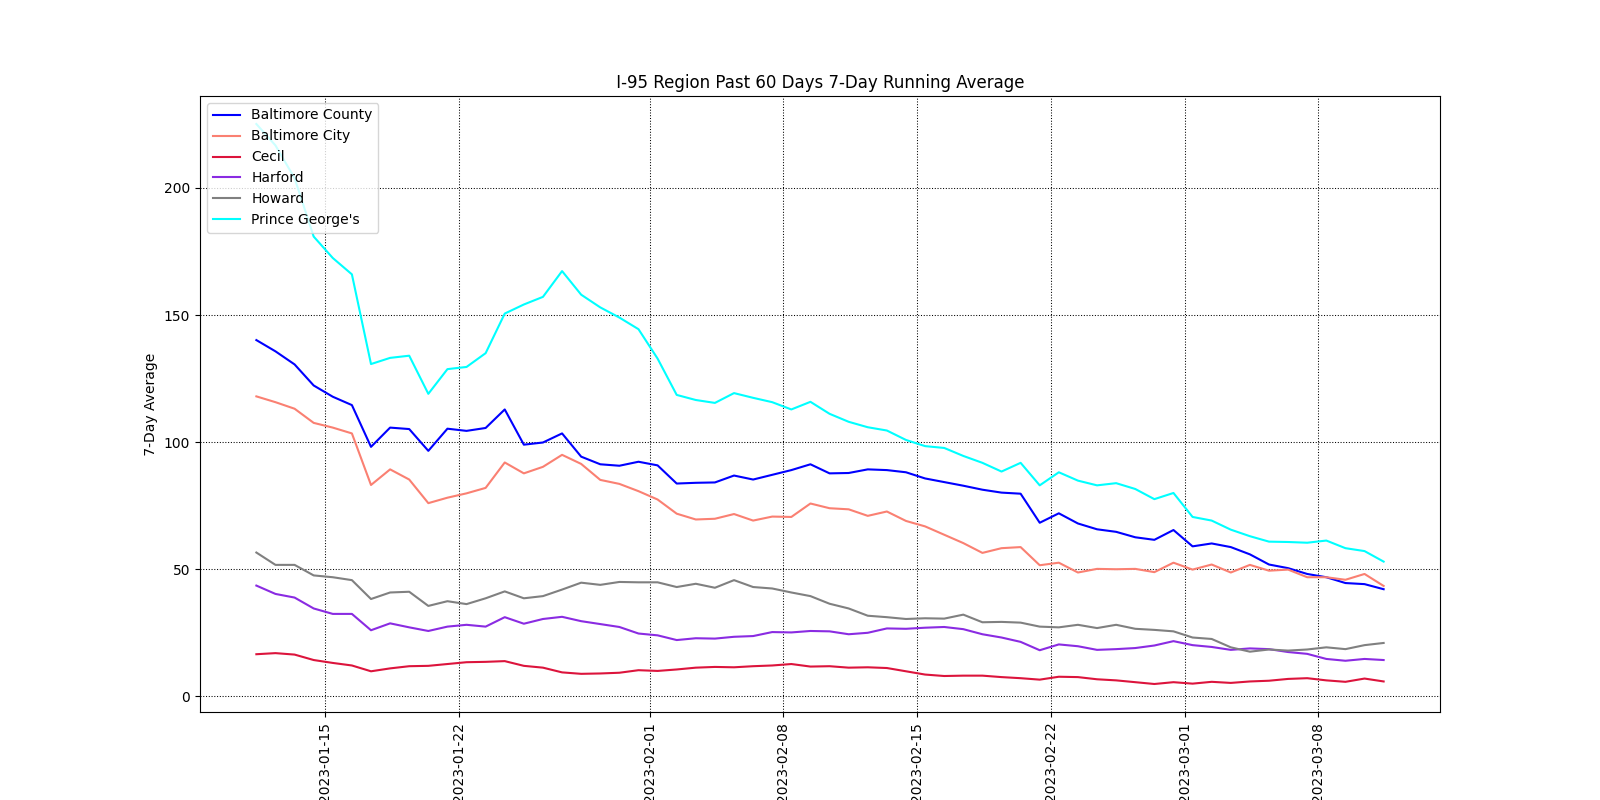 I-95 Region Past 60 Days 7-Day Running Average
Baltimore County
Baltimore City
Cecil
Harford
Howard
Prince George's
7-Day Average
200
150
100
50
0
2023-01-15
2023-01-22
2023-02-01
2023-02-08
2023-02-15
2023-02-22
2023-03-01
2023-03-08